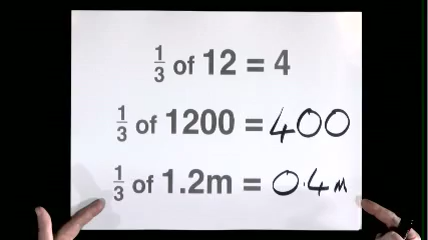 1/3 of 12 = 4
1/3 of 1200 = 400
1/3 of 1.2m = 0.4m